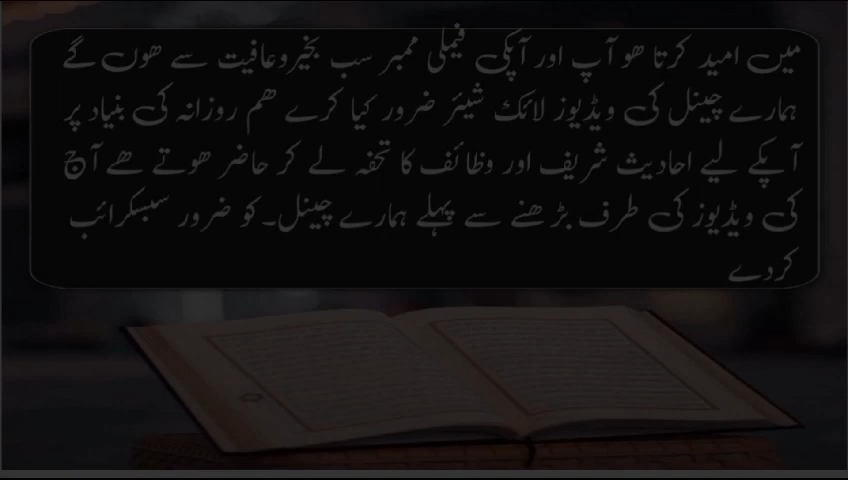 میں امید کرتا ھو آپ اور آپکی فیملی ممبر سب بخیروعافیت سے ھوں گے
ہمارے چینل کی ویڈیوز لائک شیئر ضرور کیا کرے ھم روزانہ کی بنیاد پر
آپکے لیے احادیث شریف اور وظائف کا تحفہ لے کر حاضر ھوتے ھے آج
کی ویڈیوز کی طرف بڑھنے سے پہلے ہمارے چینل۔کو ضرور سبسکرائب
کردے